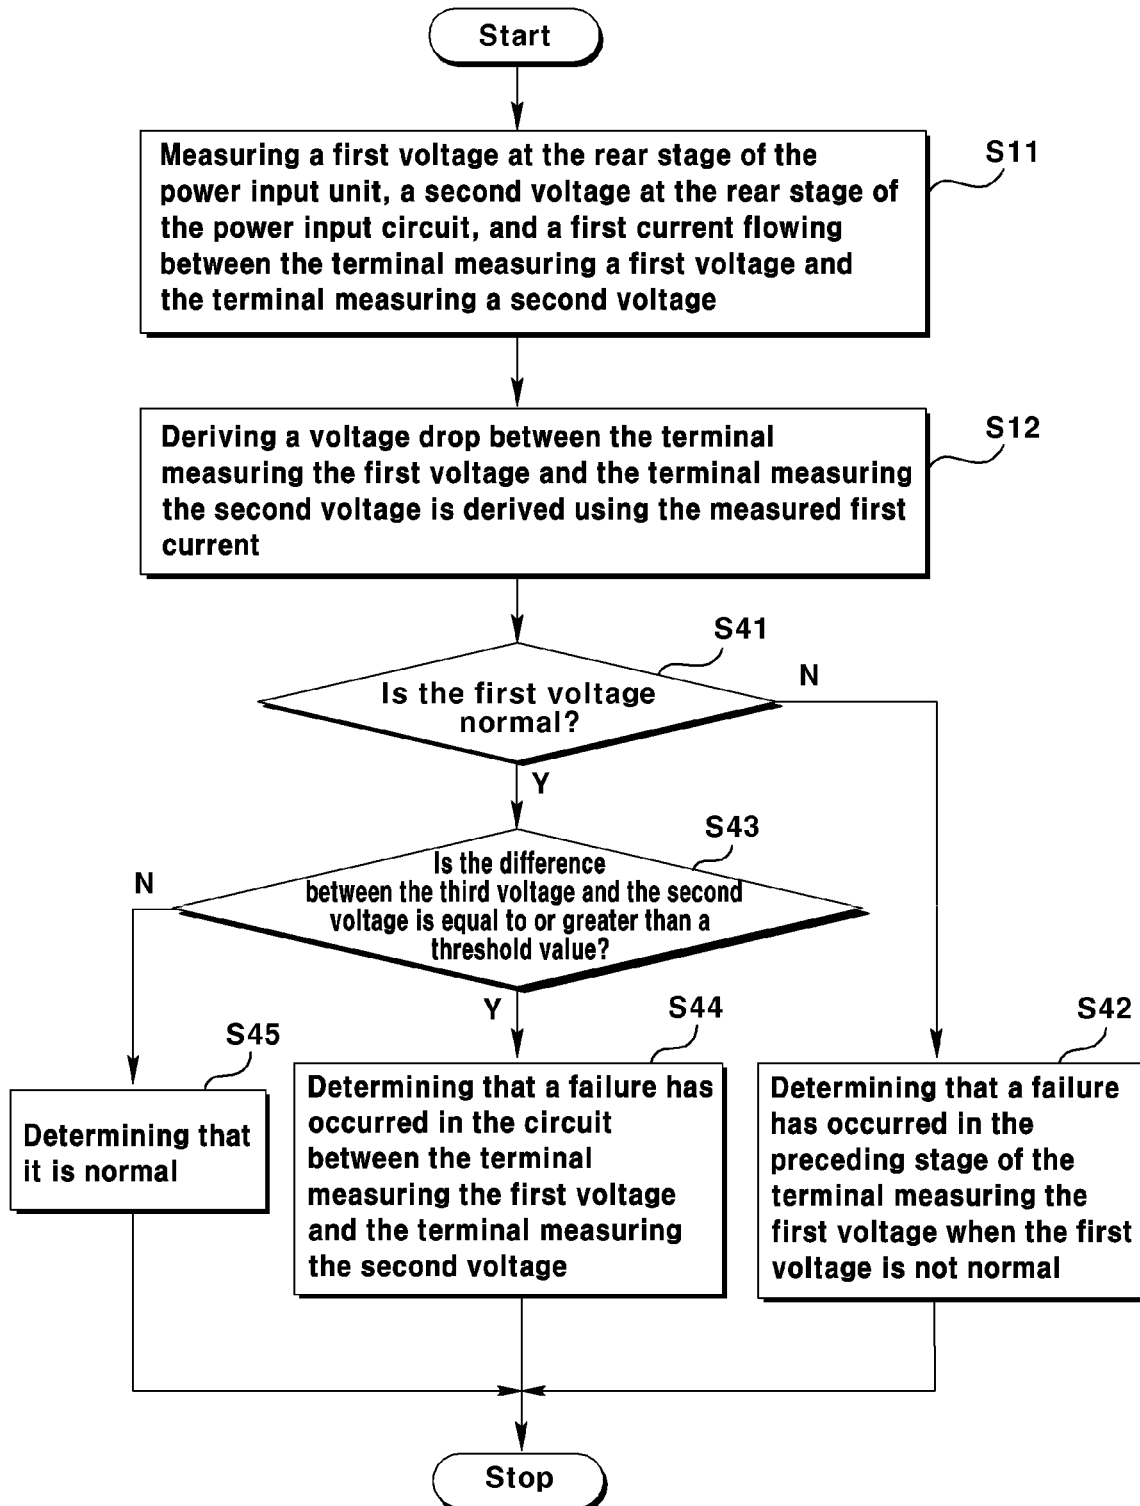 Start
Measuring a first voltage at the rear stage of the
power input unit, a second voltage at the rear stage of
the power input circuit, and a first current flowing
between the terminal measuring a first voltage and
the terminal measuring a second voltage
S11
Deriving a voltage drop between the terminal
measuring the first voltage and the terminal measuring
the second voltage is derived using the measured first
current.
S12
S41
Is the first voltage
normal?
N
Y
S43
Is the difference
between the third voltage and the second
voltage is equal to or greater than a
threshold value?
N
Y
S45
Determining that
it is normal
S44
Determining that a failure has
occurred in the circuit
between the terminal
measuring the first voltage
and the terminal measuring
the second voltage
S42
Determining that a failure
has occurred in the
preceding stage of the
terminal measuring the
first voltage when the first
voltage is not normal
Stop